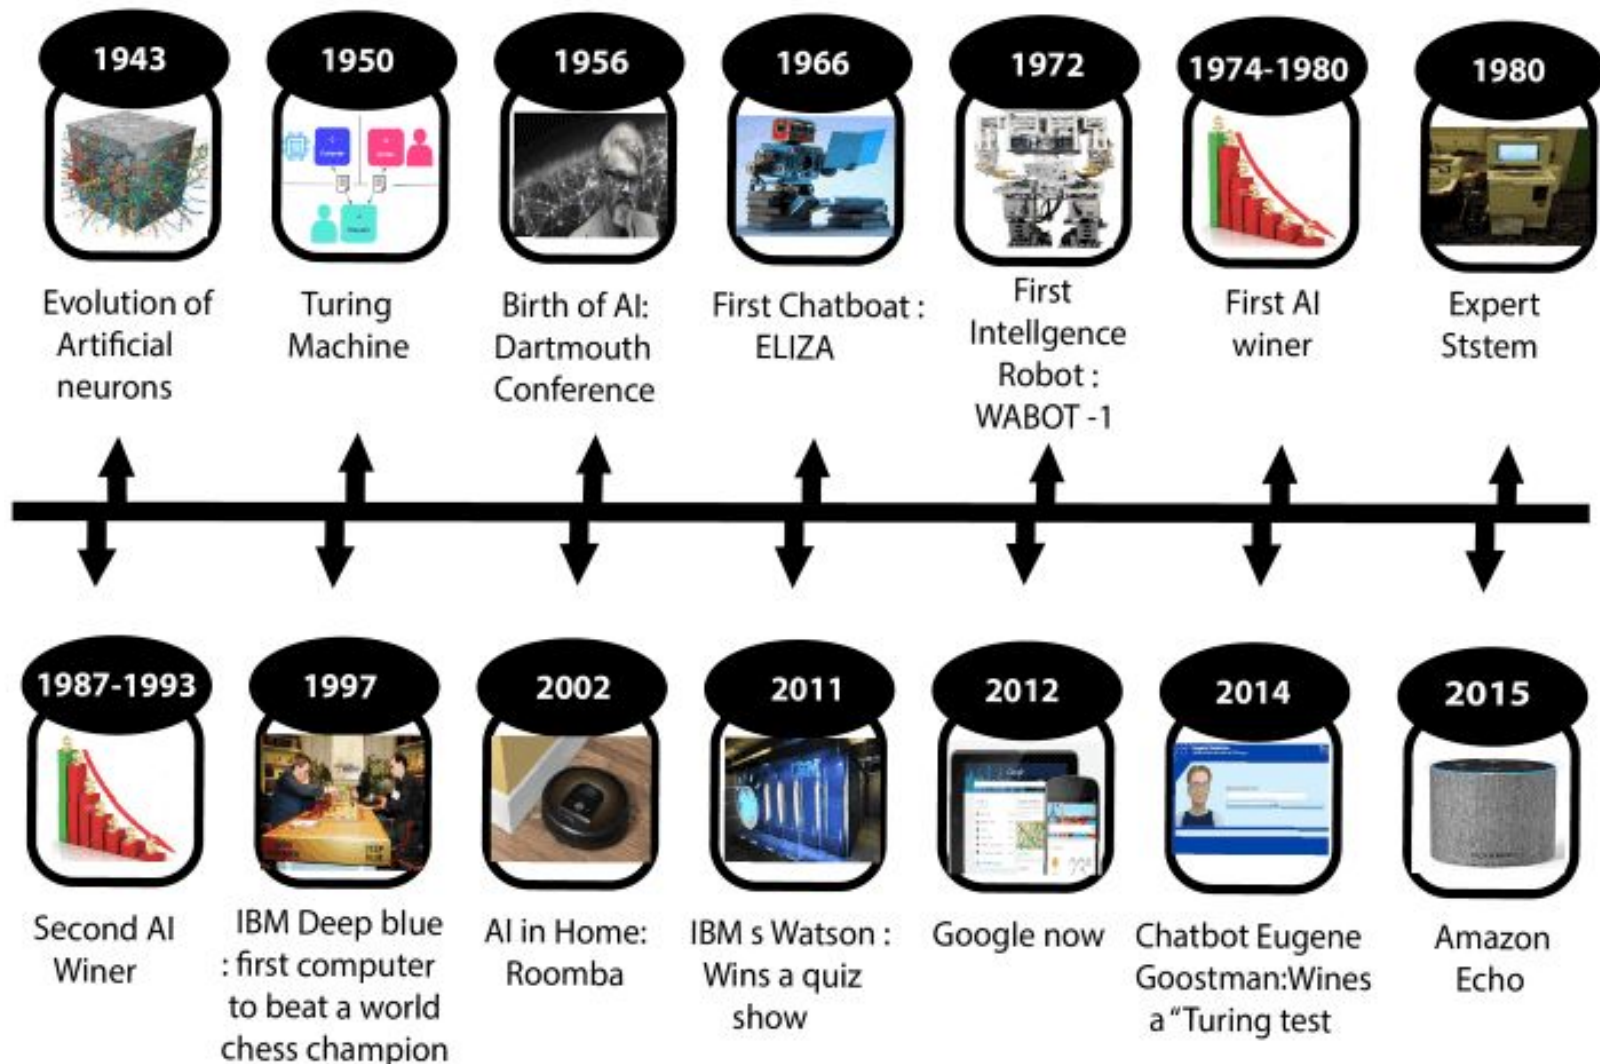 1943
Evolution of
Artificial
neurons
1950
Turing
Machine
1956
Birth of AI:
Dartmouth
Conference
1966
First Chatboat :
ELIZA
1972
First
Intellgence
Robot :
WABOT -1
1974-1980
First AI
winer
1980
Expert
Ststem
1987-1993
Second AI
Winer
1997
IBM Deep blue
: first computer
to beat a world
chess champion
2002
AI in Home:
Roomba
2011
IBM s Watson :
Wins a quiz
show
2012
Google now
2014
Chatbot Eugene
Goostman:Wines
a “Turing test
2015
Amazon
Echo